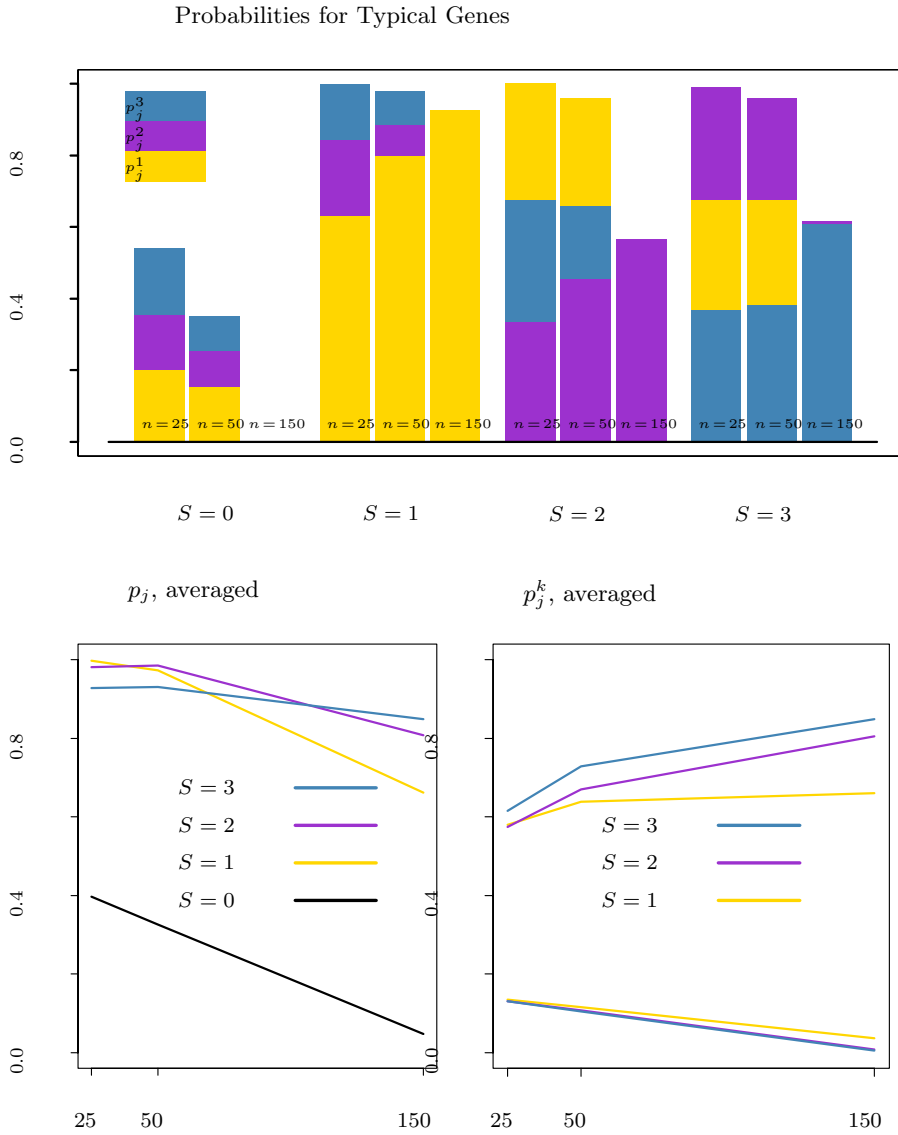 Probabilities for Typical Genes
0.8
0.4
0.0
p_j^3
p_j^2
p_j^1
n = 25 n = 50 n = 150 n = 25 n = 50 n = 150 n = 25 n = 50 n = 150 n = 25 n = 50 n = 150
S = 0 S = 1 S = 2 S = 3
p_j, averaged
0.8
0.4
0.0
S = 3
S = 2
S = 1
S = 0
25 50 150
p_j^k, averaged
0.8
0.4
0.0
S = 3
S = 2
S = 1
25 50 150